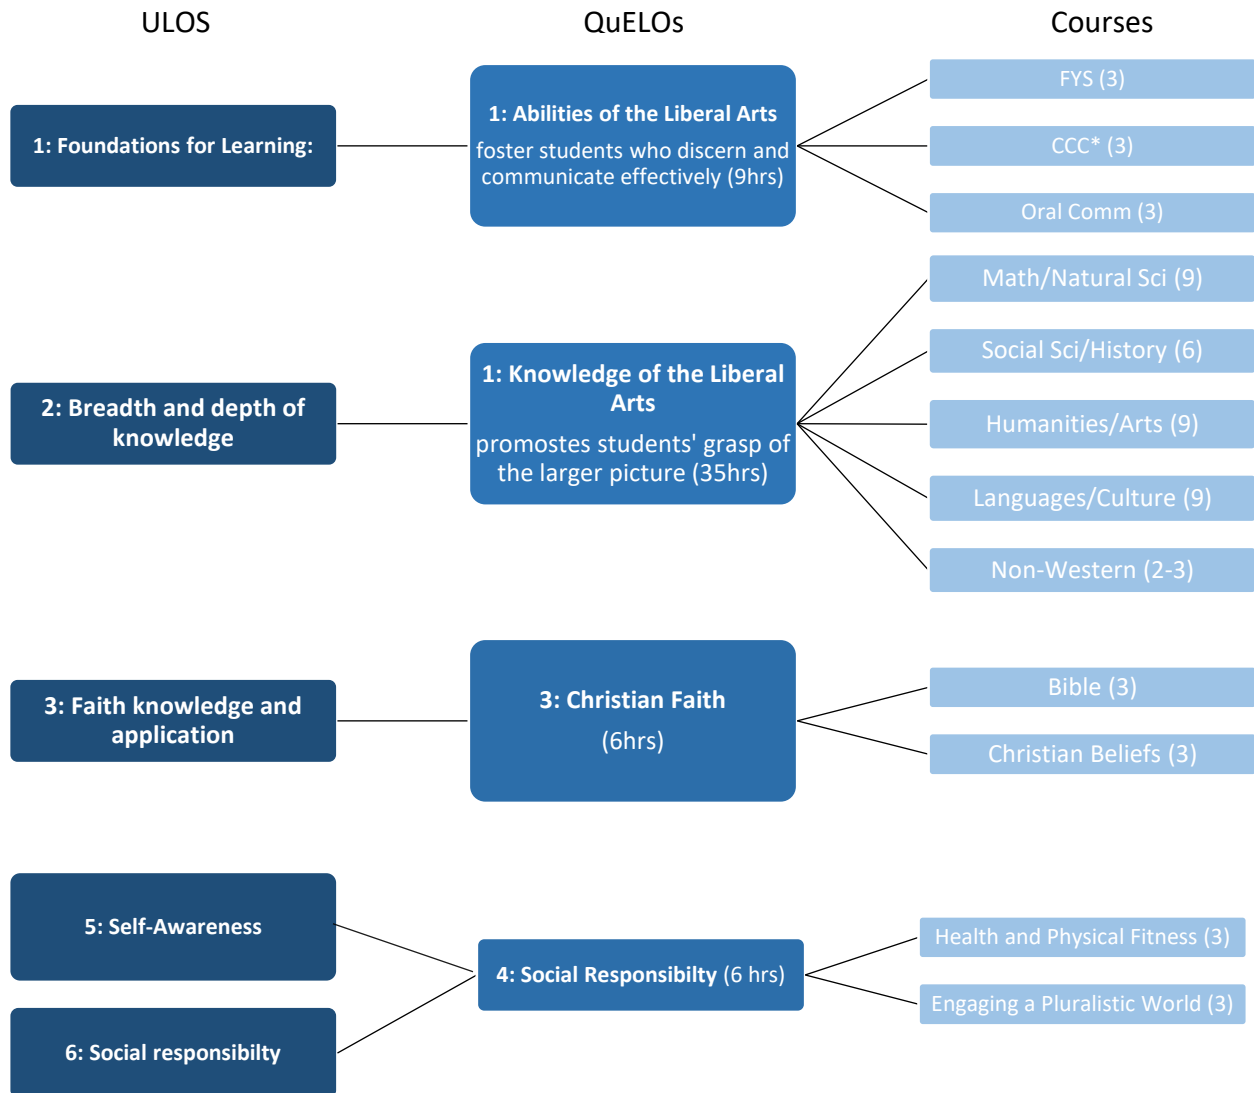 ULOS
QuELOs
Courses
1: Foundations for Learning:
1: Abilities of the Liberal Arts
foster students who discern and
communicate effectively (9hrs)
FYS (3)
CCC* (3)
Oral Comm (3)
2: Breadth and depth of
knowledge
1: Knowledge of the Liberal
Arts
promostes students' grasp of
the larger picture (35hrs)
Math/Natural Sci (9)
Social Sci/History (6)
Humanities/Arts (9)
Languages/Culture (9)
Non-Western (2-3)
3: Faith knowledge and
application
3: Christian Faith
(6hrs)
Bible (3)
Christian Beliefs (3)
5: Self-Awareness
6: Social responsibilty
4: Social Responsibilty (6 hrs)
Health and Physical Fitness (3)
Engaging a Pluralistic World (3)